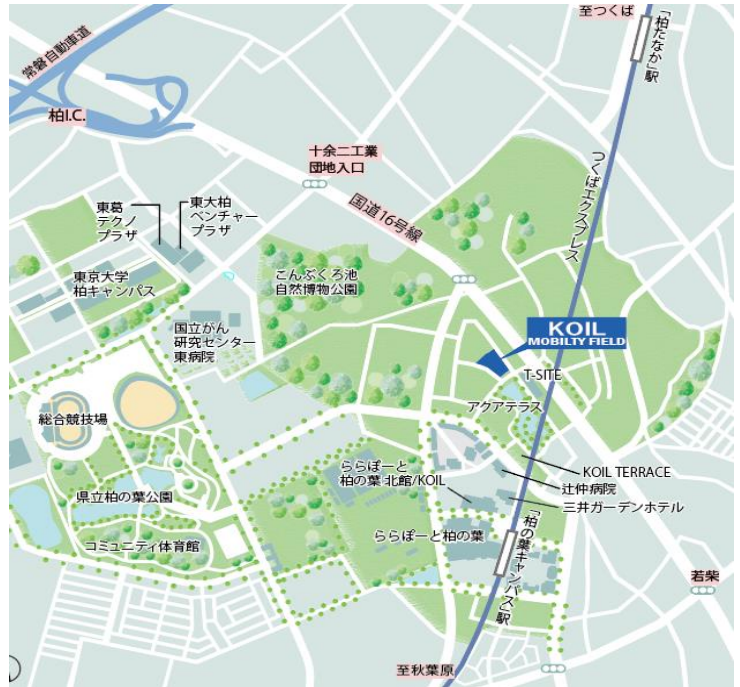 至つくば
「柏たなか」駅
常磐自動車道
柏I.C.
十余二工業
団地入口
国道16号線
つくばエクスプレス
東葛
テクノ
プラザ
東大柏
ベンチャー
プラザ
東京大学
柏キャンパス
こんぶくろ池
自然博物公園
国立がん
研究センター
東病院
KOIL
MOBILTY FIELD
T-SITE
アクアテラス
総合競技場
ららぽーと
柏の葉 北館/KOIL
KOIL TERRACE
辻仲病院
三井ガーデンホテル
県立柏の葉公園
ららぽーと柏の葉
「柏の葉キャンパス」駅
コミュニティ体育館
若柴
至秋葉原